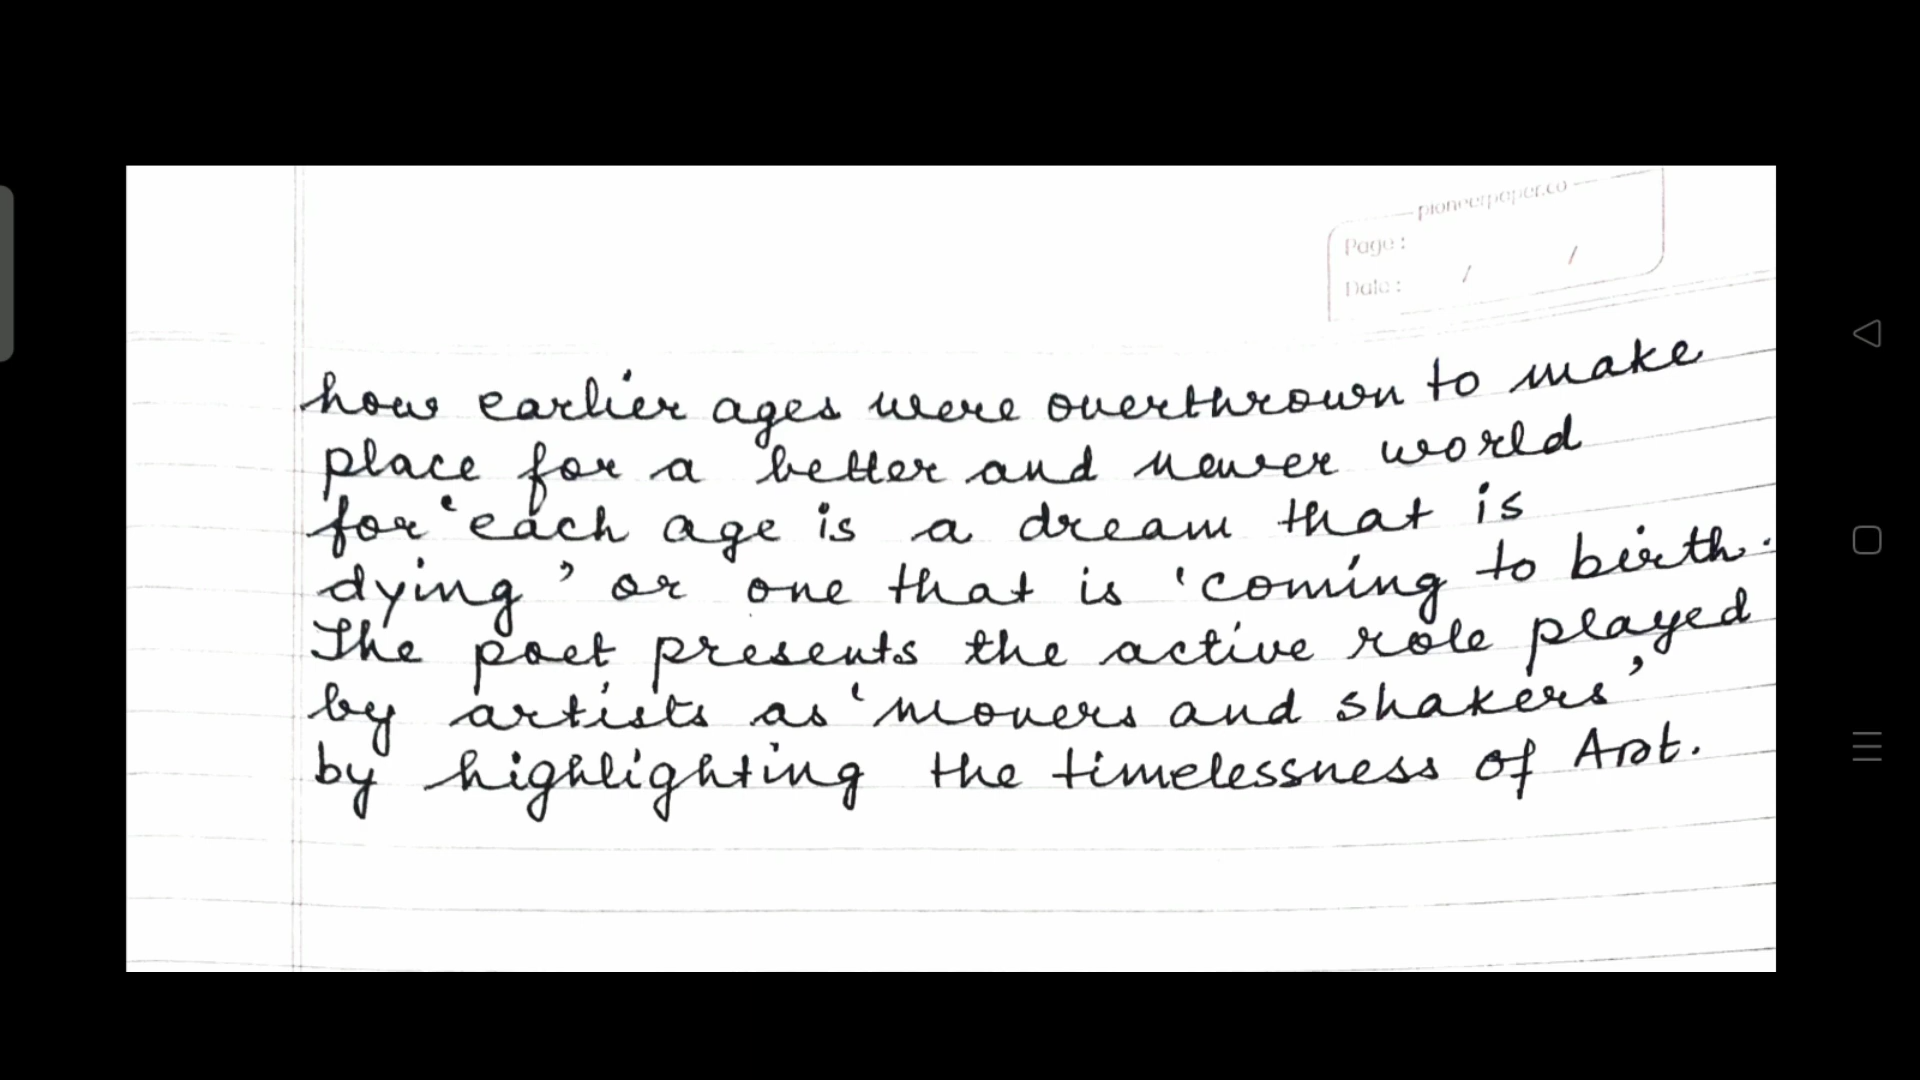 pioneerpaper.co
Page :
Date : / /
how earlier ages were overthrown to make
place for a better and newer world
for 'each age is a dream that is
dying' or one that is 'coming to birth.
The poet presents the active role played
by artists as 'movers and shakers'
by highlighting the timelessness of Art.